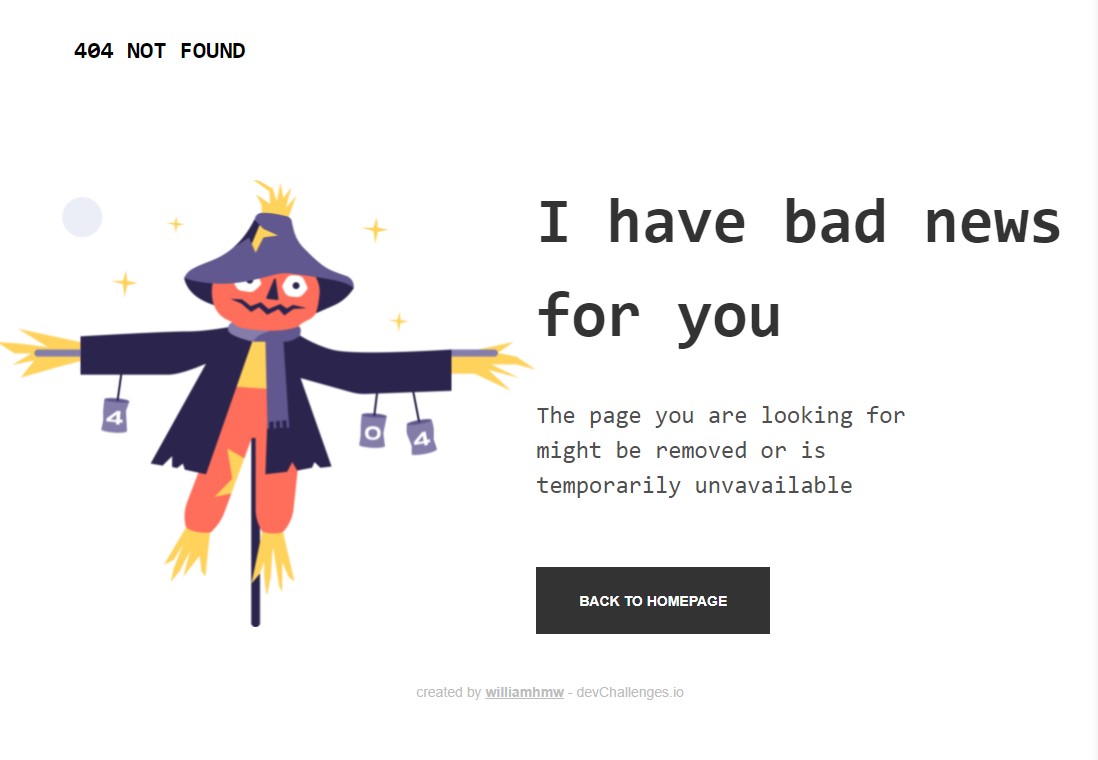 404 NOT FOUND
I have bad news
for you
4
0
4
The page you are looking for
might be removed or is
temporarily unvavailable
BACK TO HOMEPAGE
created by williamhmw - devChallenges.io